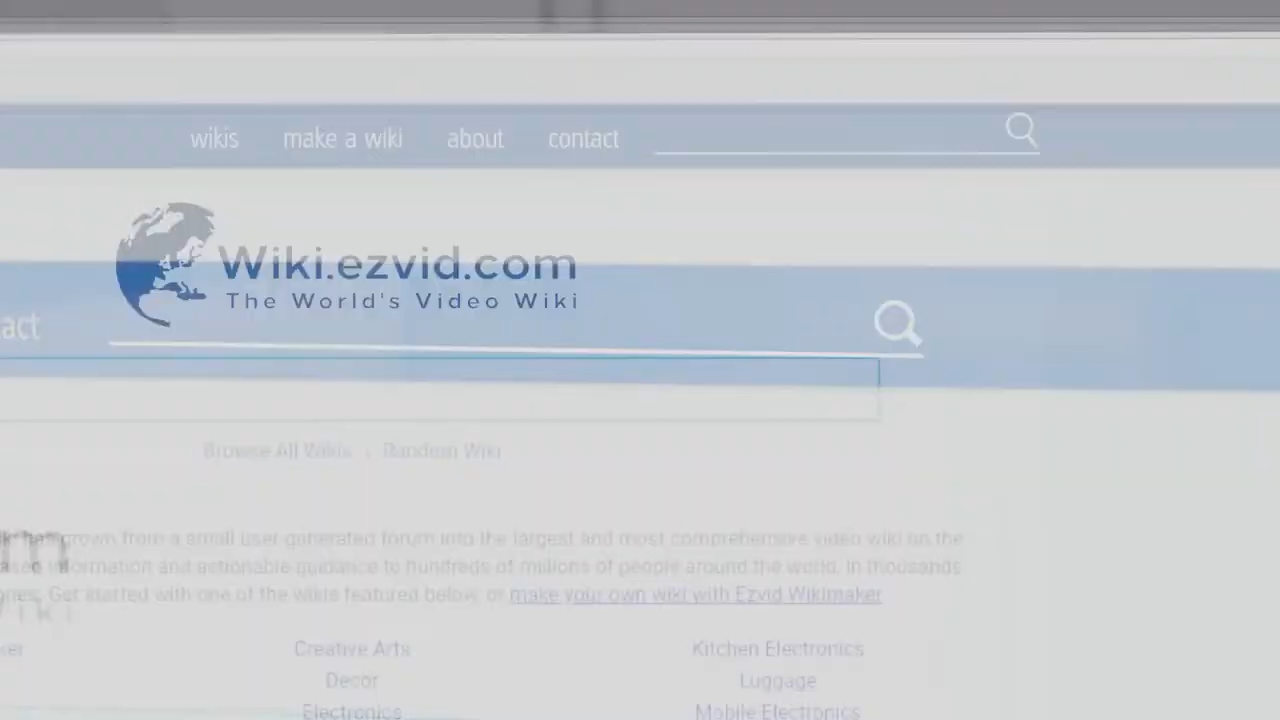 wikis make a wiki about contact
Wiki.ezvid.com
The World's Video Wiki
act
Browse All Wikis Random Wiki
grown from a small user-generated forum into the largest and most comprehensive video wiki on the
information and actionable guidance to hundreds of millions of people around the world. In thousands
Get started with one of the wikis featured below, or make your own wiki with Ezvid Wikimaker
Creative Arts Kitchen Electronics
Decor Luggage
Electronics Mobile Electronics